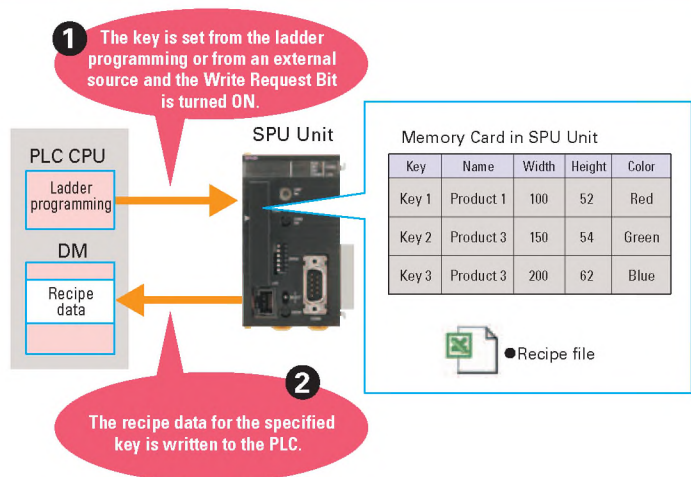 1
The key is set from the ladder
programming or from an external
source and the Write Request Bit
is turned ON.
SPU Unit
PLC CPU
Ladder
programming
DM
Recipe
data
Memory Card in SPU Unit
Key Name Width Height Color
Key 1 Product 1 100 52 Red
Key 2 Product 3 150 54 Green
Key 3 Product 3 200 62 Blue
●Recipe file
2
The recipe data for the specified
key is written to the PLC.